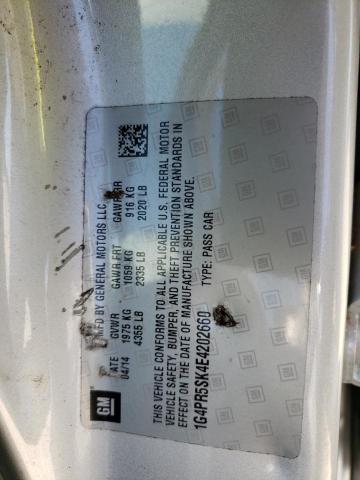 GM
MFD BY GENERAL MOTORS LLC
DATE GVWR GAWR FRT GAWR RR
04/14 1975 KG 1059 KG 916 KG
4355 LB 2335 LB 2020 LB
THIS VEHICLE CONFORMS TO ALL APPLICABLE U.S. FEDERAL MOTOR
VEHICLE SAFETY, BUMPER, AND THEFT PREVENTION STANDARDS IN
EFFECT ON THE DATE OF MANUFACTURE SHOWN ABOVE.
TYPE: PASS CAR
1G4PR5SK4E4202660